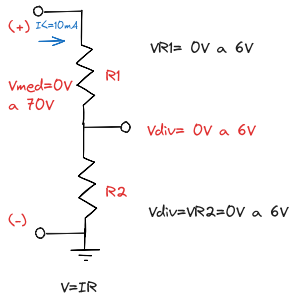 (+) I<=10mA
VR1= 0V a 6V
R1
Vmed=0V
a 70V
Vdiv= 0V a 6V
R2
(-)
Vdiv=VR2=0V a 6V
V=IR